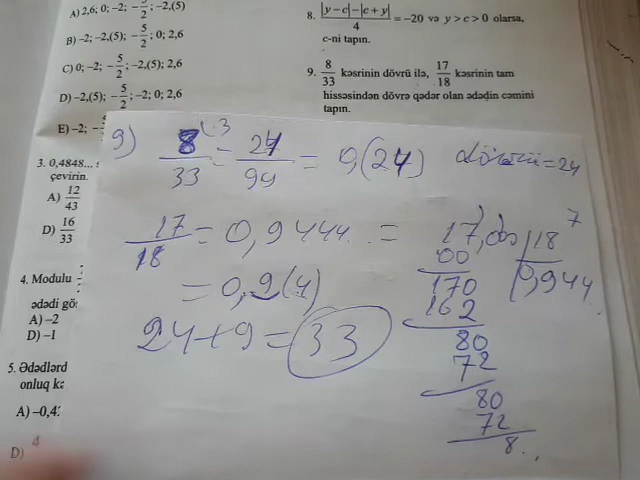 A) 2,6; 0; −2; −5/2; −2,(5)
B) −2; −2,(5); −5/2; 0; 2,6
C) 0; −2; −5/2; −2,(5); 2,6
D) −2,(5); −5/2; −2; 0; 2,6
E) −2; −
3. 0,4848...
çevirin.
A) 12/43
D) 16/33
4. Modulu
ədədi gö
A) −2
D) −1
5. Ədədlərd
onluq kə
A) −0,4
D) 4
8. |y−c|−|c+y|/4 = −20 və y > c > 0 olarsa,
c-ni tapın.
9. 8/33 kəsrinin dövrü ilə, 17/18 kəsrinin tam
hissəsindən dövrə qədər olan ədədin cəmini
tapın.
9) 8/33 = 24/99 = 0(24) dövrü = 24
17/18 = 0,9444.. =
= 0,9(4)
24+9 = 33
17,00 | 18
00 0,944
170
162
80
72
80
72
8..